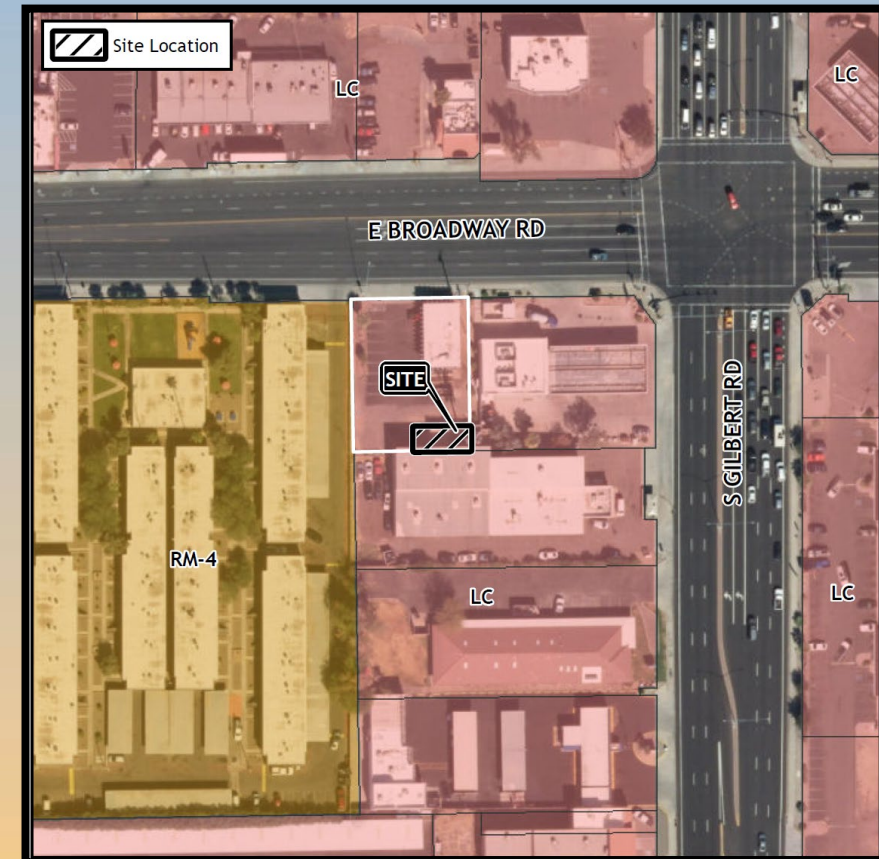 Site Location
LC
LC
E BROADWAY RD
SITE
S GILBERT RD
RM-4
LC
LC